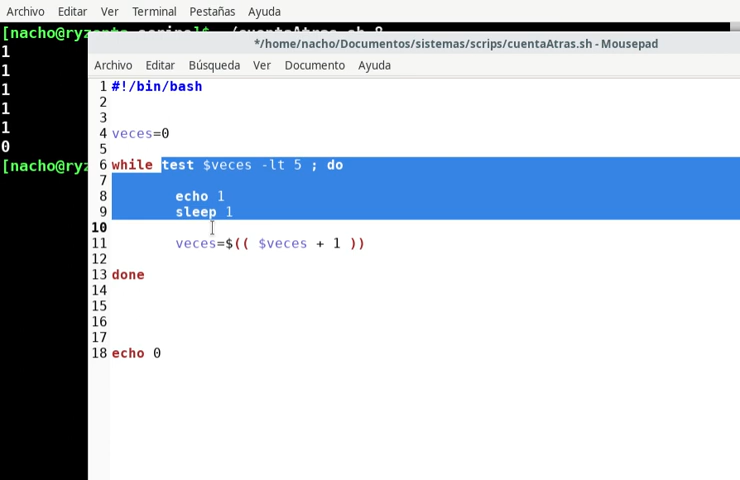 Archivo Editar Ver Terminal Pestañas Ayuda
*/home/nacho/Documentos/sistemas/scrips/cuentaAtras.sh - Mousepad
Archivo Editar Búsqueda Ver Documento Ayuda
1
1
1
1
1
0
[nacho@ryz
1 #!/bin/bash
2
3
4 veces=0
5
6 while test $veces -lt 5 ; do
7
8 echo 1
9 sleep 1
10
11 veces=$(( $veces + 1 ))
12
13 done
14
15
16
17
18 echo 0